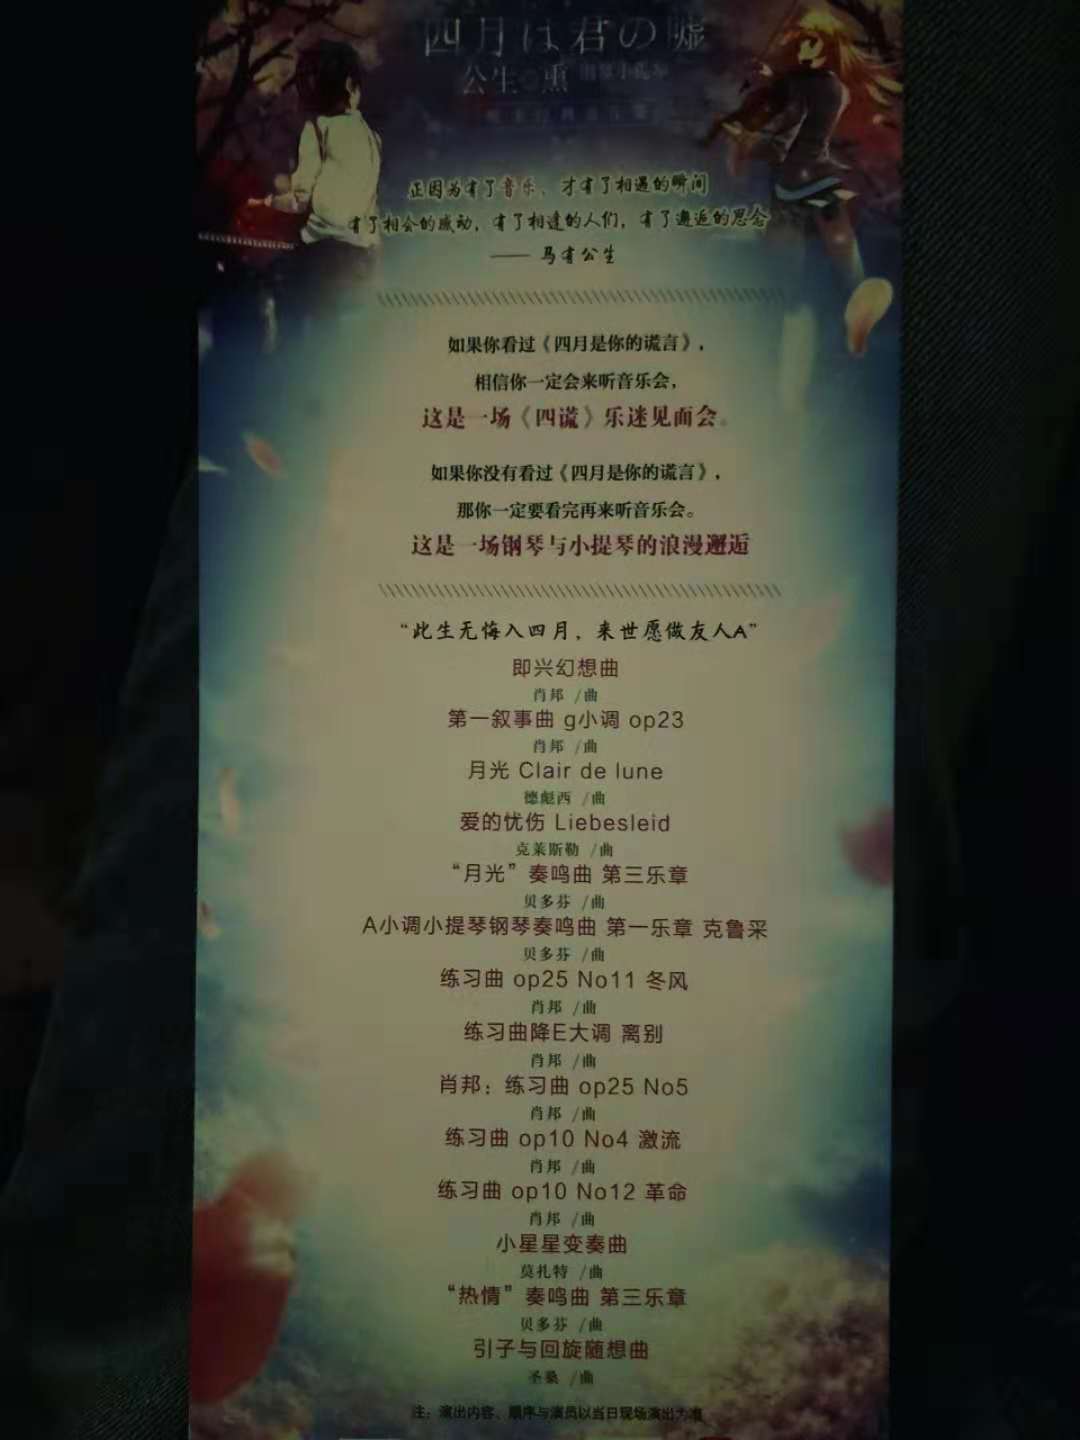 四月は君の嘘
公生 熏
正因为有了音乐、才有了相遇的瞬间
有了相会的感动，有了相逢的人们，有了邂逅的思念
—— 马有公生
如果你看过《四月是你的谎言》，
相信你一定会来听音乐会，
这是一场《四谎》乐迷见面会。
如果你没有看过《四月是你的谎言》，
那你一定要看完再来听音乐会。
这是一场钢琴与小提琴的浪漫邂逅
“此生无悔入四月，来世愿做友人A”
即兴幻想曲
肖邦 /曲
第一叙事曲 g小调 op23
肖邦 /曲
月光 Clair de lune
德彪西 /曲
爱的忧伤 Liebesleid
克莱斯勒 /曲
“月光”奏鸣曲 第三乐章
贝多芬 /曲
A小调小提琴钢琴奏鸣曲 第一乐章 克鲁采
贝多芬 /曲
练习曲 op25 No11 冬风
肖邦 /曲
练习曲降E大调 离别
肖邦 /曲
肖邦：练习曲 op25 No5
肖邦 /曲
练习曲 op10 No4 激流
肖邦 /曲
练习曲 op10 No12 革命
肖邦 /曲
小星星变奏曲
莫扎特 /曲
“热情”奏鸣曲 第三乐章
贝多芬 /曲
引子与回旋随想曲
圣桑 /曲
注：演出内容、顺序与演员以当日现场演出为准